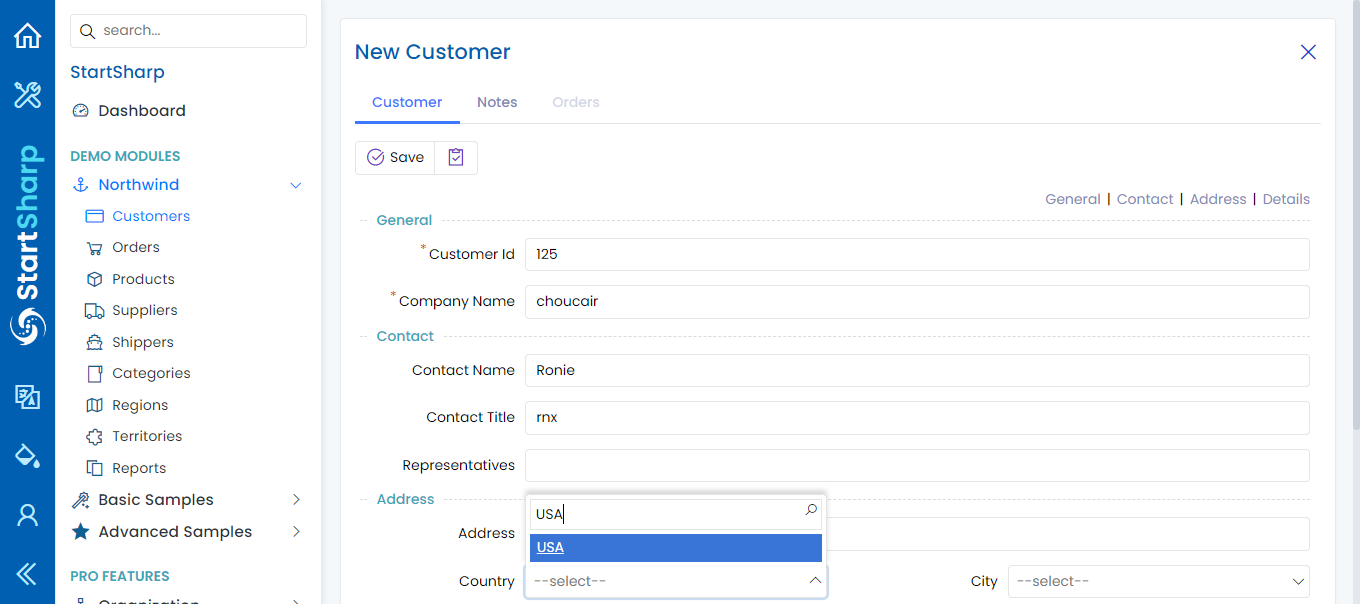 search...
StartSharp
Dashboard
DEMO MODULES
Northwind
Customers
Orders
Products
Suppliers
Shippers
Categories
Regions
Territories
Reports
Basic Samples
Advanced Samples
PRO FEATURES
Organization
StartSharp
New Customer
Customer Notes Orders
Save
General | Contact | Address | Details
General
* Customer Id 125
* Company Name choucair
Contact
Contact Name Ronie
Contact Title rnx
Representatives
Address
USA
Address
USA
Country --select-- City --select--